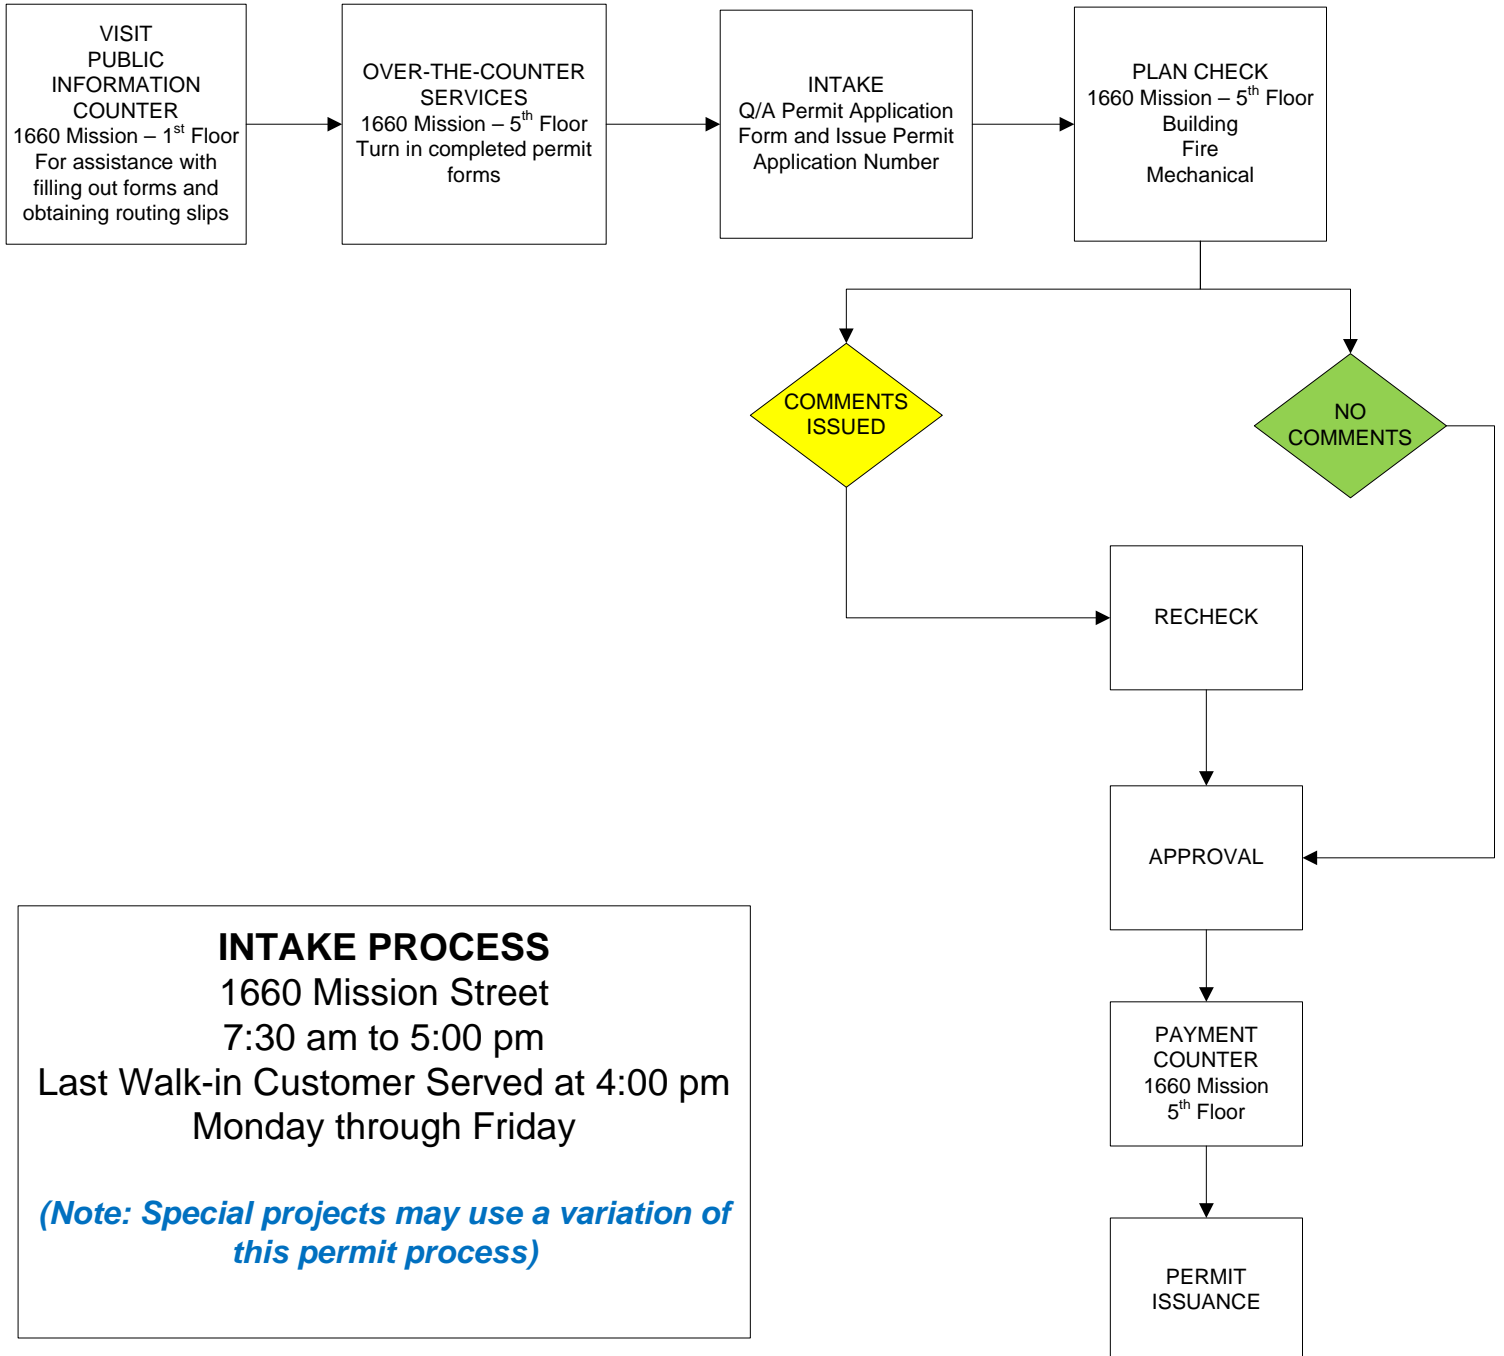 VISIT
PUBLIC
INFORMATION
COUNTER
1660 Mission – 1st Floor
For assistance with
filling out forms and
obtaining routing slips
OVER-THE-COUNTER
SERVICES
1660 Mission – 5th Floor
Turn in completed permit
forms
INTAKE
Q/A Permit Application
Form and Issue Permit
Application Number
PLAN CHECK
1660 Mission – 5th Floor
Building
Fire
Mechanical
COMMENTS
ISSUED
NO
COMMENTS
RECHECK
APPROVAL
PAYMENT
COUNTER
1660 Mission
5th Floor
PERMIT
ISSUANCE
INTAKE PROCESS
1660 Mission Street
7:30 am to 5:00 pm
Last Walk-in Customer Served at 4:00 pm
Monday through Friday
(Note: Special projects may use a variation of
this permit process)